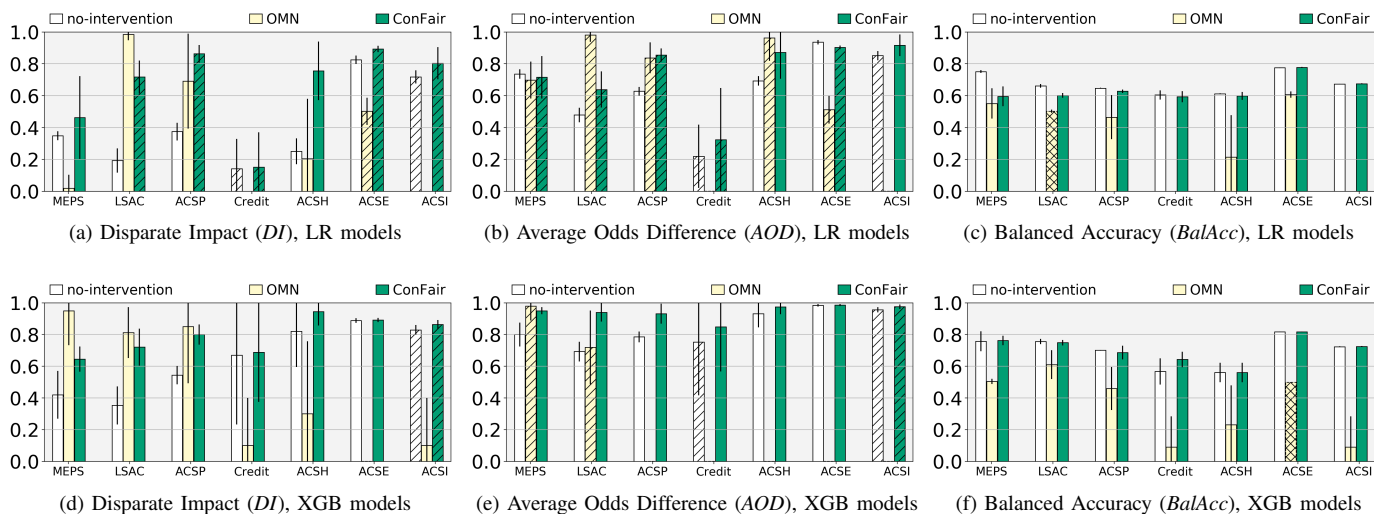 no-intervention OMN ConFair
1.0
0.8
0.6
0.4
0.2
0.0
MEPS LSAC ACSP Credit ACSH ACSE ACSI
(a) Disparate Impact (DI), LR models
no-intervention OMN ConFair
1.0
0.8
0.6
0.4
0.2
0.0
MEPS LSAC ACSP Credit ACSH ACSE ACSI
(b) Average Odds Difference (AOD), LR models
no-intervention OMN ConFair
1.0
0.8
0.6
0.4
0.2
0.0
MEPS LSAC ACSP Credit ACSH ACSE ACSI
(c) Balanced Accuracy (BalAcc), LR models
no-intervention OMN ConFair
1.0
0.8
0.6
0.4
0.2
0.0
MEPS LSAC ACSP Credit ACSH ACSE ACSI
(d) Disparate Impact (DI), XGB models
no-intervention OMN ConFair
1.0
0.8
0.6
0.4
0.2
0.0
MEPS LSAC ACSP Credit ACSH ACSE ACSI
(e) Average Odds Difference (AOD), XGB models
no-intervention OMN ConFair
1.0
0.8
0.6
0.4
0.2
0.0
MEPS LSAC ACSP Credit ACSH ACSE ACSI
(f) Balanced Accuracy (BalAcc), XGB models